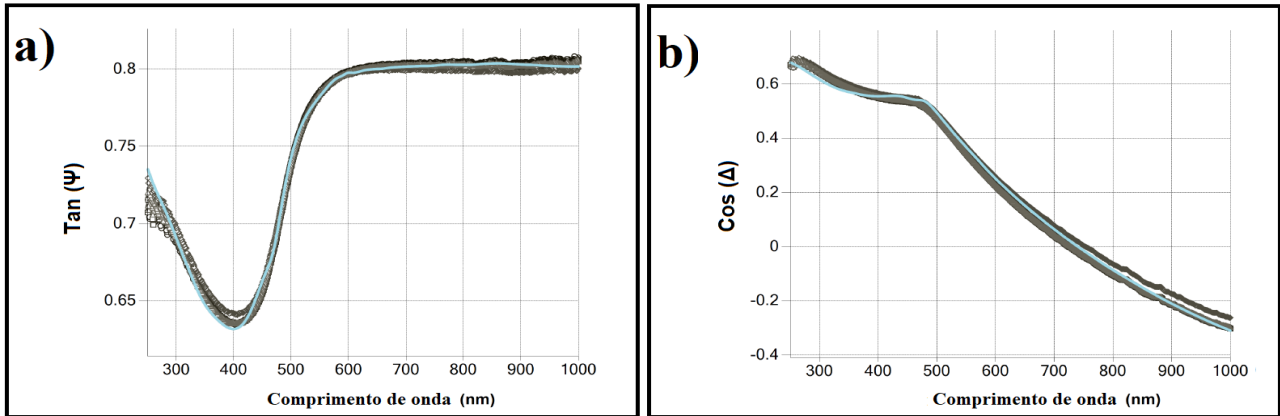 a)
Tan (Ψ)
0.8
0.75
0.7
0.65
300 400 500 600 700 800 900 1000
Comprimento de onda (nm)
b)
Cos (Δ)
0.6
0.4
0.2
0
-0.2
-0.4
300 400 500 600 700 800 900 1000
Comprimento de onda (nm)